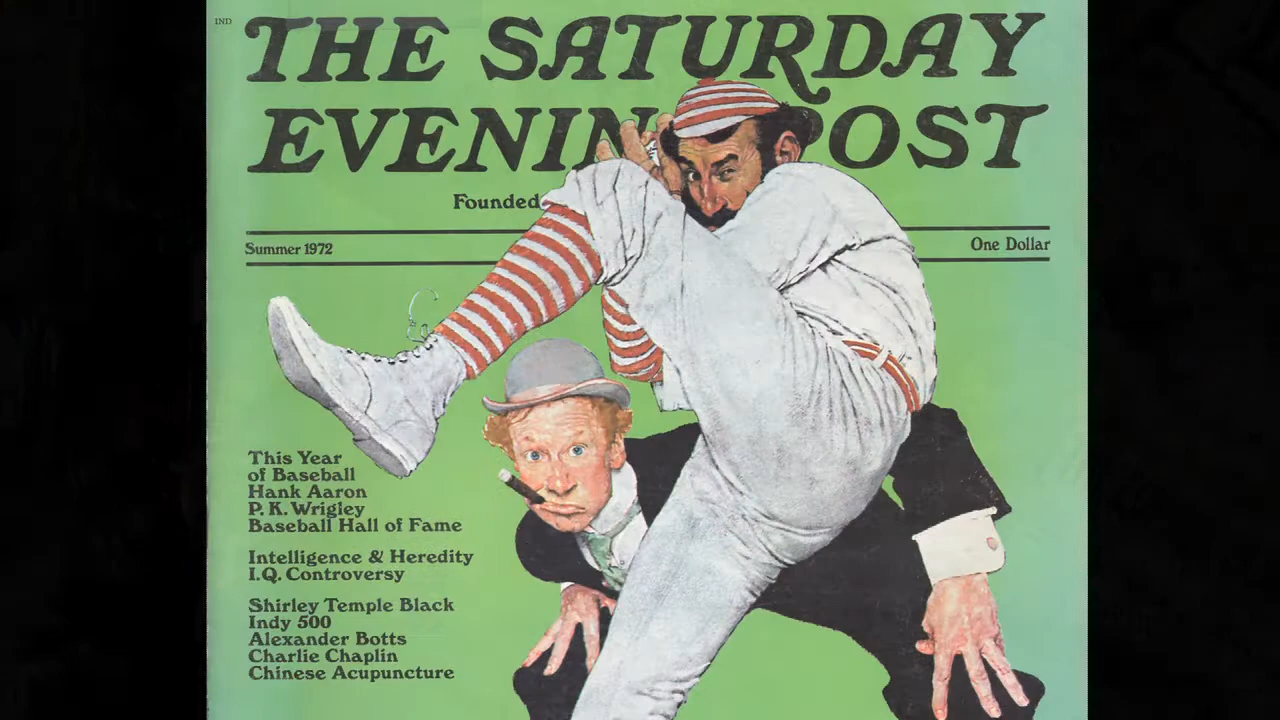 IND
THE SATURDAY
EVENIN POST
Founded
Summer 1972
One Dollar
This Year
of Baseball
Hank Aaron
P. K. Wrigley
Baseball Hall of Fame
Intelligence & Heredity
I.Q. Controversy
Shirley Temple Black
Indy 500
Alexander Botts
Charlie Chaplin
Chinese Acupuncture